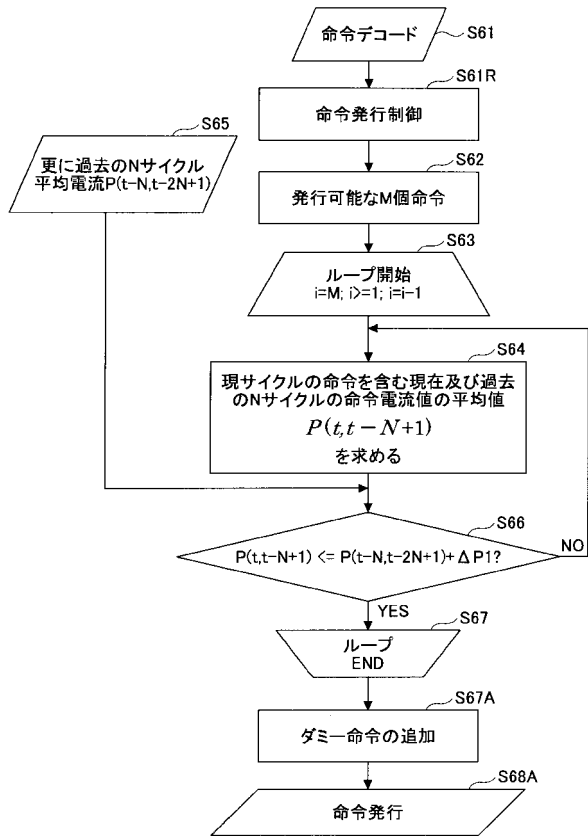 命令デコード
S61
S61R
命令発行制御
S65
更に過去のNサイクル
平均電流P(t−N,t−2N+1)
S62
発行可能なM個命令
S63
ループ開始
i=M; i>=1; i=i−1
S64
現サイクルの命令を含む現在及び過去
のNサイクルの命令電流値の平均値
P(t,t−N+1)
を求める
S66
P(t,t−N+1) <= P(t−N,t−2N+1)+ΔP1?
NO
YES
S67
ループ
END
S67A
ダミー命令の追加
S68A
命令発行